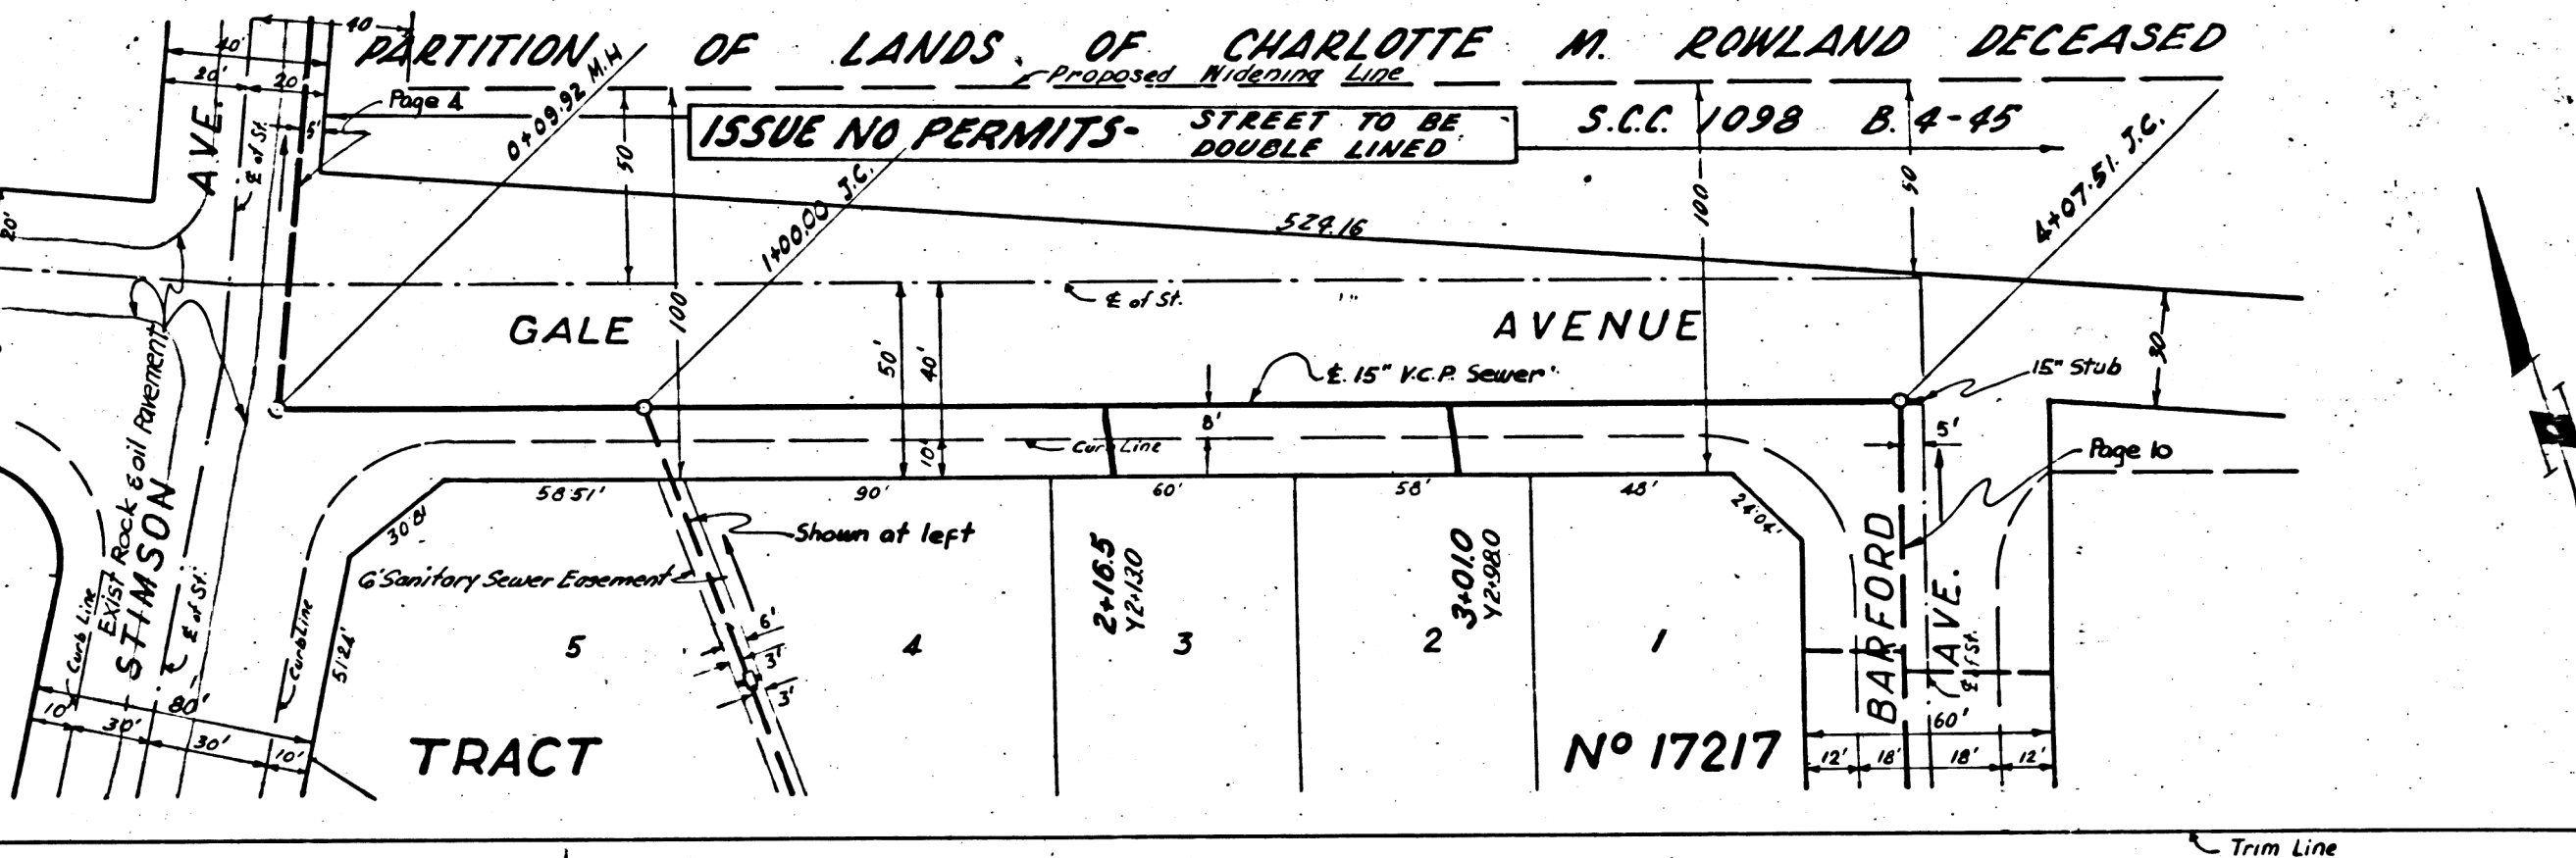 PARTITION OF LANDS OF CHARLOTTE M. ROWLAND DECEASED
Proposed Widening Line
ISSUE NO PERMITS- STREET TO BE
DOUBLE LINED
S.C.C. 1098 B. 4-45
40
40'
20'
20
5'
Page 4
AVE.
℄ of St.
20'
0+09.92 M.H
1+00.00 J.C.
4+07.51 J.C.
50
100
100
50
524.16
℄ of St.
GALE AVENUE
50'
40'
10'
8'
℄ 15" V.C.P. Sewer
15" Stub
30
5'
Page 10
Curb Line
Exist Rock & oil Pavement
STIMSON
℄ of St.
Curb Line
Curb Line
58.51'
90'
60'
58'
48'
24.04'
30.81
51.24'
Shown at left
6' Sanitary Sewer Easement
6'
3'
3'
2+16.5
Y2+13.0
3+01.0
Y2+98.0
5
4
3
2
1
BARFORD
AVE.
℄ of St.
60'
12'
18'
18'
12'
80'
10'
30'
30'
10'
TRACT
Nº 17217
Trim Line